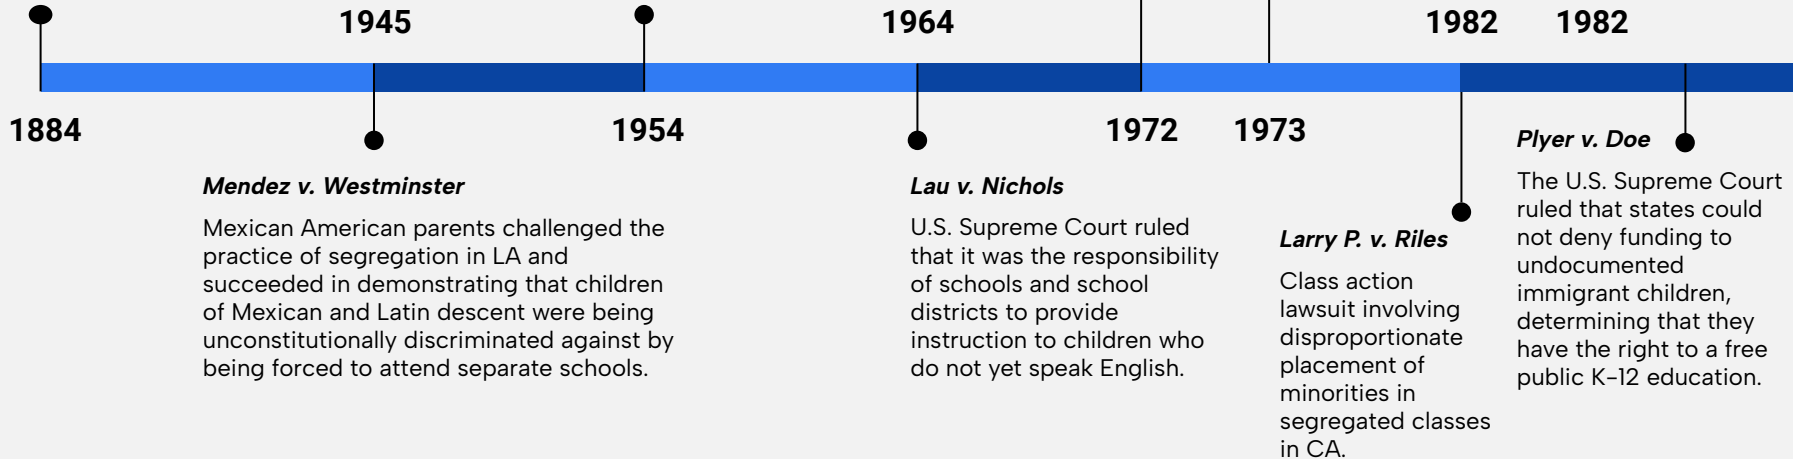 1945
1964
1982
1982
1884
1954
1972
1973
Mendez v. Westminster
Mexican American parents challenged the
practice of segregation in LA and
succeeded in demonstrating that children
of Mexican and Latin descent were being
unconstitutionally discriminated against by
being forced to attend separate schools.
Lau v. Nichols
U.S. Supreme Court ruled
that it was the responsibility
of schools and school
districts to provide
instruction to children who
do not yet speak English.
Larry P. v. Riles
Class action
lawsuit involving
disproportionate
placement of
minorities in
segregated classes
in CA.
Plyer v. Doe
The U.S. Supreme Court
ruled that states could
not deny funding to
undocumented
immigrant children,
determining that they
have the right to a free
public K-12 education.